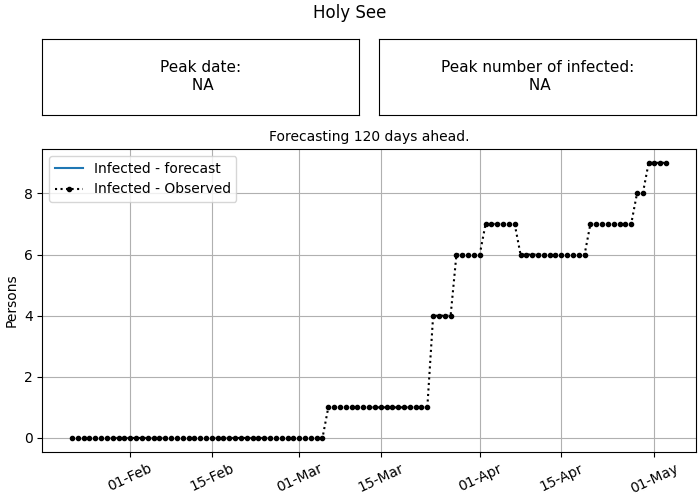 Holy See
Peak date:
NA
Peak number of infected:
NA
Forecasting 120 days ahead.
Infected - forecast
Infected - Observed
Persons
8
6
4
2
0
01-Feb
15-Feb
01-Mar
15-Mar
01-Apr
15-Apr
01-May